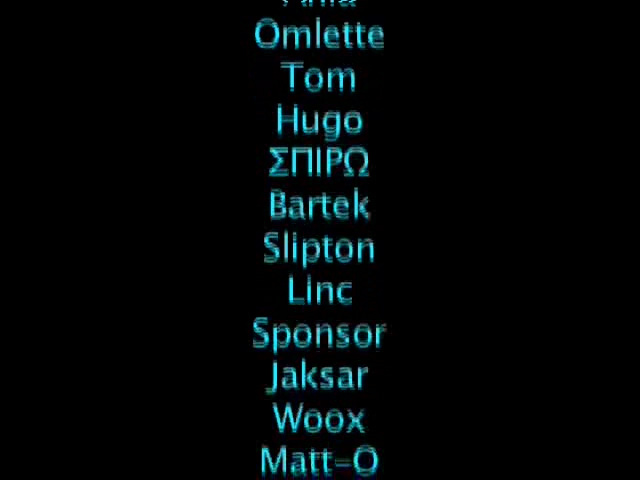 Omlette
Tom
Hugo
ΣΠΙΡΩ
Bartek
Slipton
Linc
Sponsor
Jaksar
Woox
Matt-O